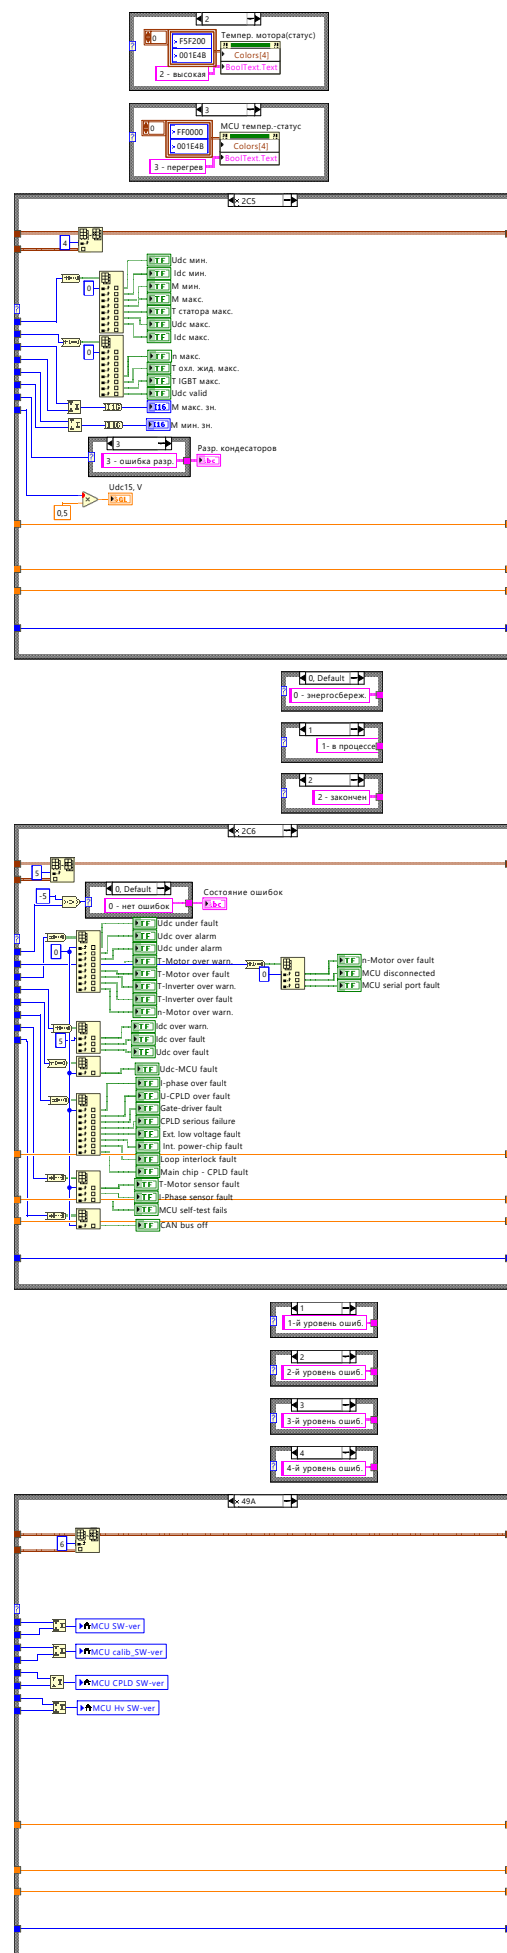 2
Темпер. мотора(статус)
0
F5F200
001E4B
Colors[4]
BoolText.Text
2 - высокая
3
MCU темпер.-статус
0
FF0000
001E4B
Colors[4]
BoolText.Text
3 - перегрев
x 2C5
4
Udc мин.
Idc мин.
0
M мин.
M макс.
T статора макс.
Udc макс.
Idc макс.
0
n макс.
T охл. жид. макс.
T IGBT макс.
Udc valid
I16
M макс. зн.
I16
M мин. зн.
3
Разр. кондесаторов
3 - ошибка разр.
abc
Udc15, V
SGL
0,5
0, Default
0 - энергосбереж.
1
1- в процессе
2
2 - закончен
x 2C6
5
-5
0, Default
Состояние ошибок
0 - нет ошибок
abc
Udc under fault
Udc over alarm
0
Udc under alarm
T-Motor over warn.
n-Motor over fault
T-Motor over fault
0
MCU disconnected
T-Inverter over warn.
MCU serial port fault
T-Inverter over fault
n-Motor over warn.
Idc over warn.
5
Idc over fault
Udc over fault
Udc-MCU fault
I-phase over fault
U-CPLD over fault
Gate-driver fault
CPLD serious failure
Ext. low voltage fault
Int. power-chip fault
Loop interlock fault
Main chip - CPLD fault
T-Motor sensor fault
I-Phase sensor fault
MCU self-test fails
CAN bus off
1
1-й уровень ошиб.
2
2-й уровень ошиб.
3
3-й уровень ошиб.
4
4-й уровень ошиб.
x 49A
6
MCU SW-ver
MCU calib_SW-ver
MCU CPLD SW-ver
MCU Hv SW-ver